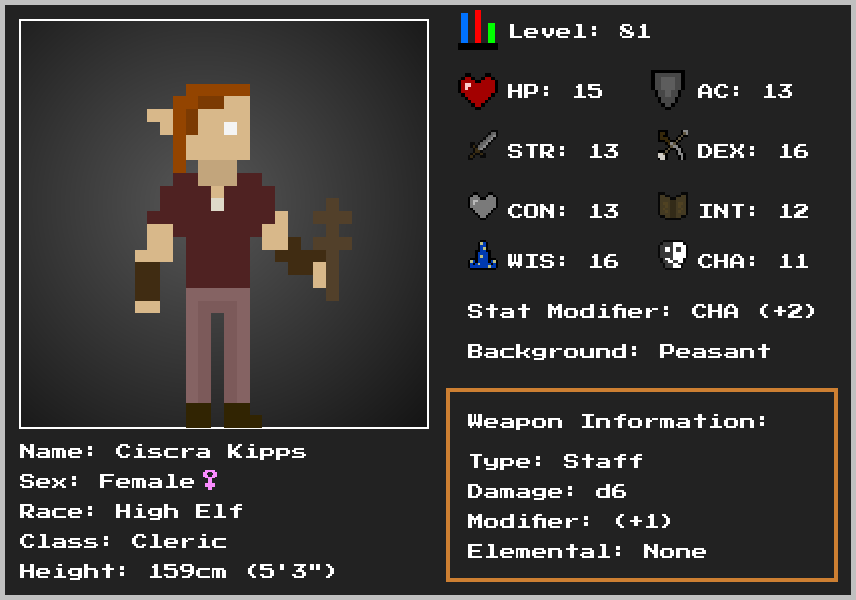 Level: 81
HP: 15 AC: 13
STR: 13 DEX: 16
CON: 13 INT: 12
WIS: 16 CHA: 11
Stat Modifier: CHA (+2)
Background: Peasant
Weapon Information:
Type: Staff
Damage: d6
Modifier: (+1)
Elemental: None
Name: Ciscra Kipps
Sex: Female♀
Race: High Elf
Class: Cleric
Height: 159cm (5'3")